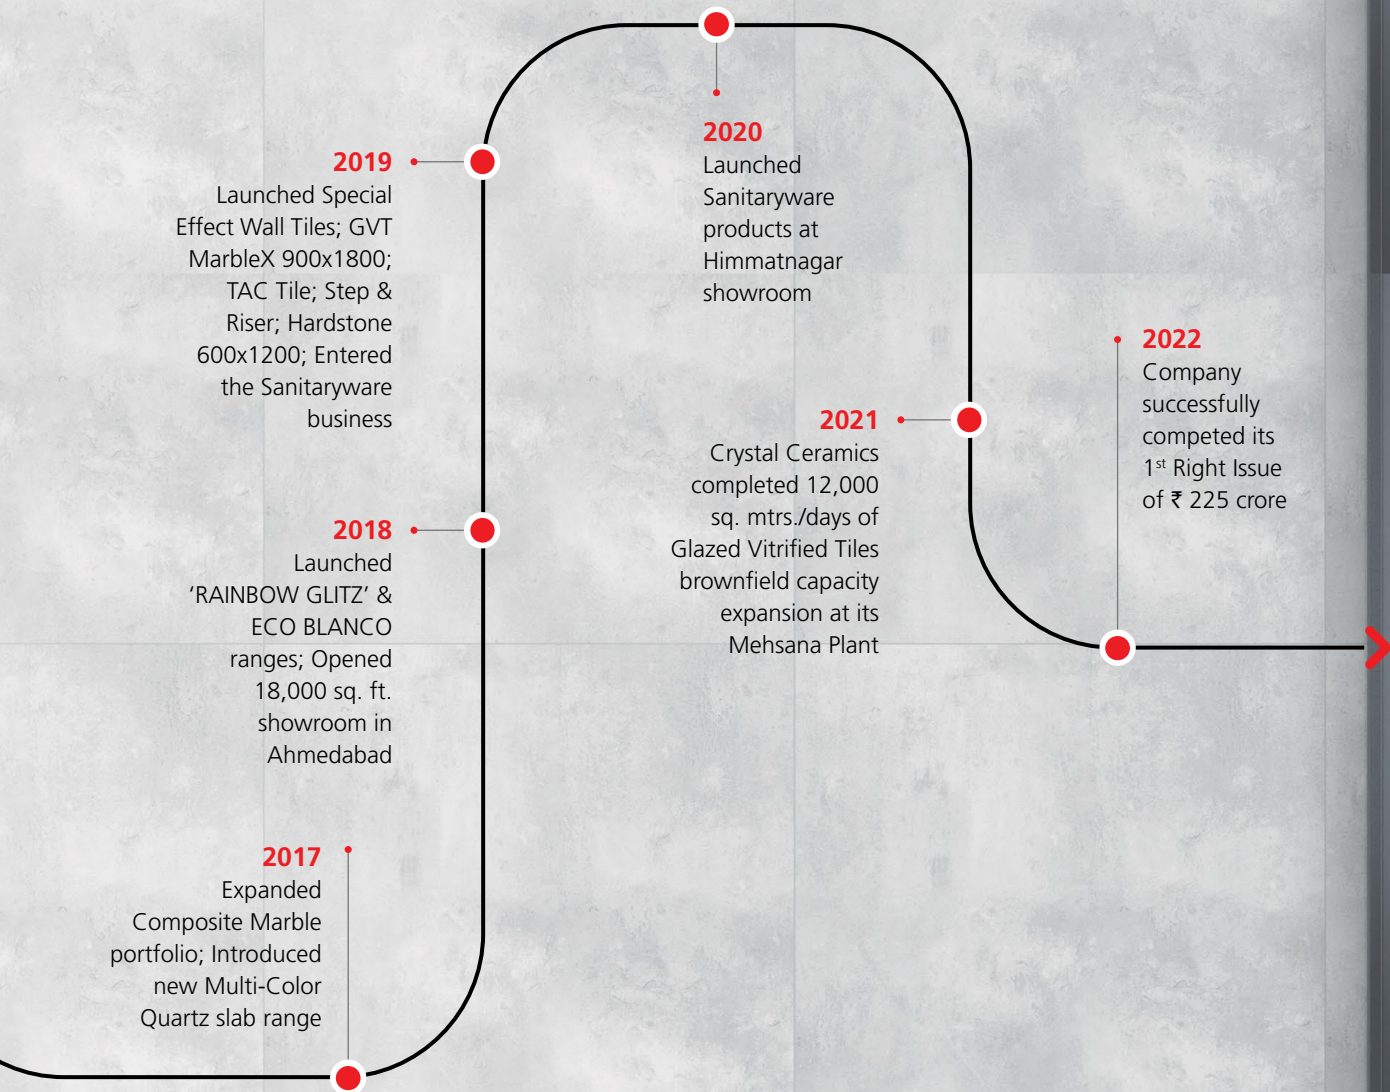 2017
Expanded
Composite Marble
portfolio; Introduced
new Multi-Color
Quartz slab range
2018
Launched
‘RAINBOW GLITZ’ &
ECO BLANCO
ranges; Opened
18,000 sq. ft.
showroom in
Ahmedabad
2019
Launched Special
Effect Wall Tiles; GVT
MarbleX 900x1800;
TAC Tile; Step &
Riser; Hardstone
600x1200; Entered
the Sanitaryware
business
2020
Launched
Sanitaryware
products at
Himmatnagar
showroom
2021
Crystal Ceramics
completed 12,000
sq. mtrs./days of
Glazed Vitrified Tiles
brownfield capacity
expansion at its
Mehsana Plant
2022
Company
successfully
competed its
1st Right Issue
of ₹ 225 crore